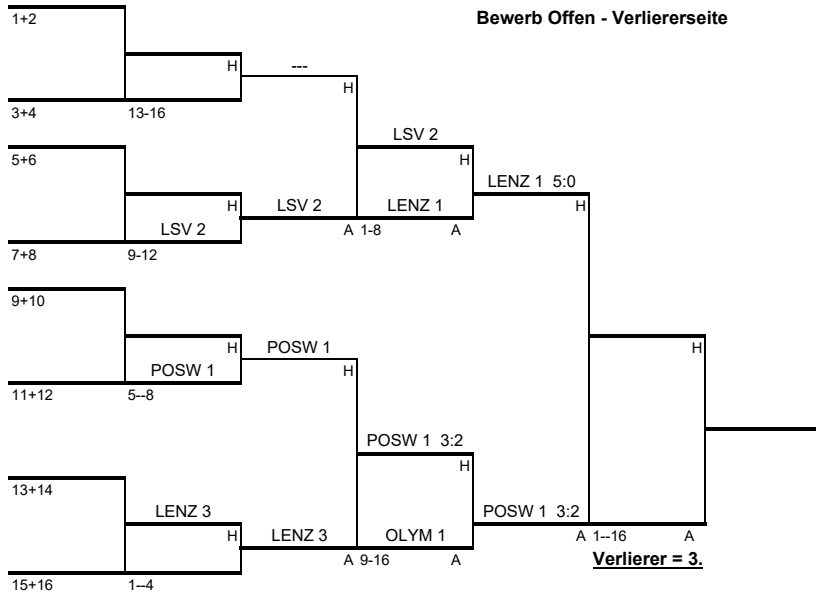 Bewerb Offen - Verliererseite
1+2
H
---
H
3+4
13-16
LSV 2
5+6
H
LENZ 1 5:0
H
LSV 2
LENZ 1
H
LSV 2
A 1-8
A
7+8
9-12
9+10
H
POSW 1
H
POSW 1
H
11+12
5--8
POSW 1 3:2
H
13+14
LENZ 3
POSW 1 3:2
H
LENZ 3
OLYM 1
A 1--16
A
A 9-16
A
Verlierer = 3.
15+16
1--4